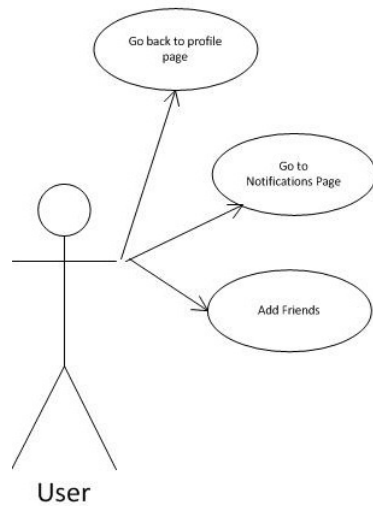 Go back to profile
page
Go to
Notifications Page
Add Friends
User